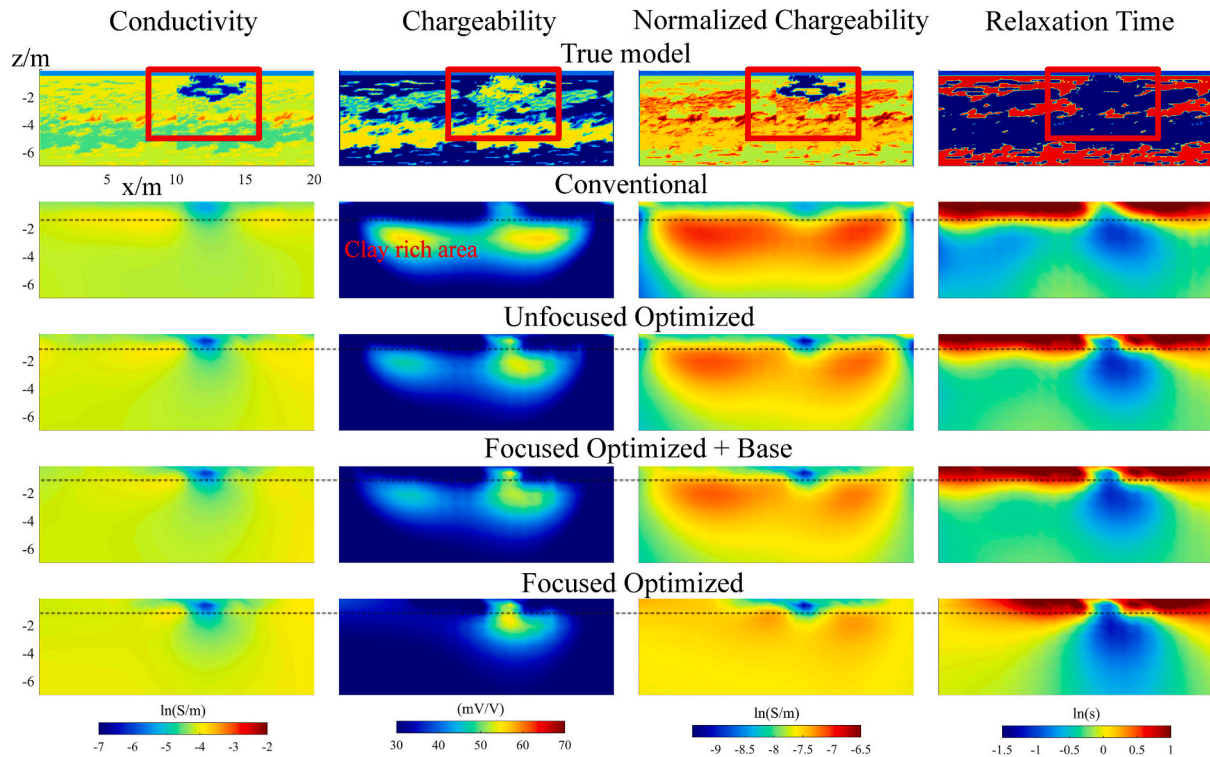 Conductivity Chargeability Normalized Chargeability Relaxation Time
True model
z/m
-2
-4
-6
5 10 15 20
x/m
Conventional
-2
-4
-6
Clay rich area
Unfocused Optimized
-2
-4
-6
Focused Optimized + Base
-2
-4
-6
Focused Optimized
-2
-4
-6
ln(S/m) (mV/V) ln(S/m) ln(s)
-7 -6 -5 -4 -3 -2 30 40 50 60 70 -9 -8.5 -8 -7.5 -7 -6.5 -1.5 -1 -0.5 0 0.5 1